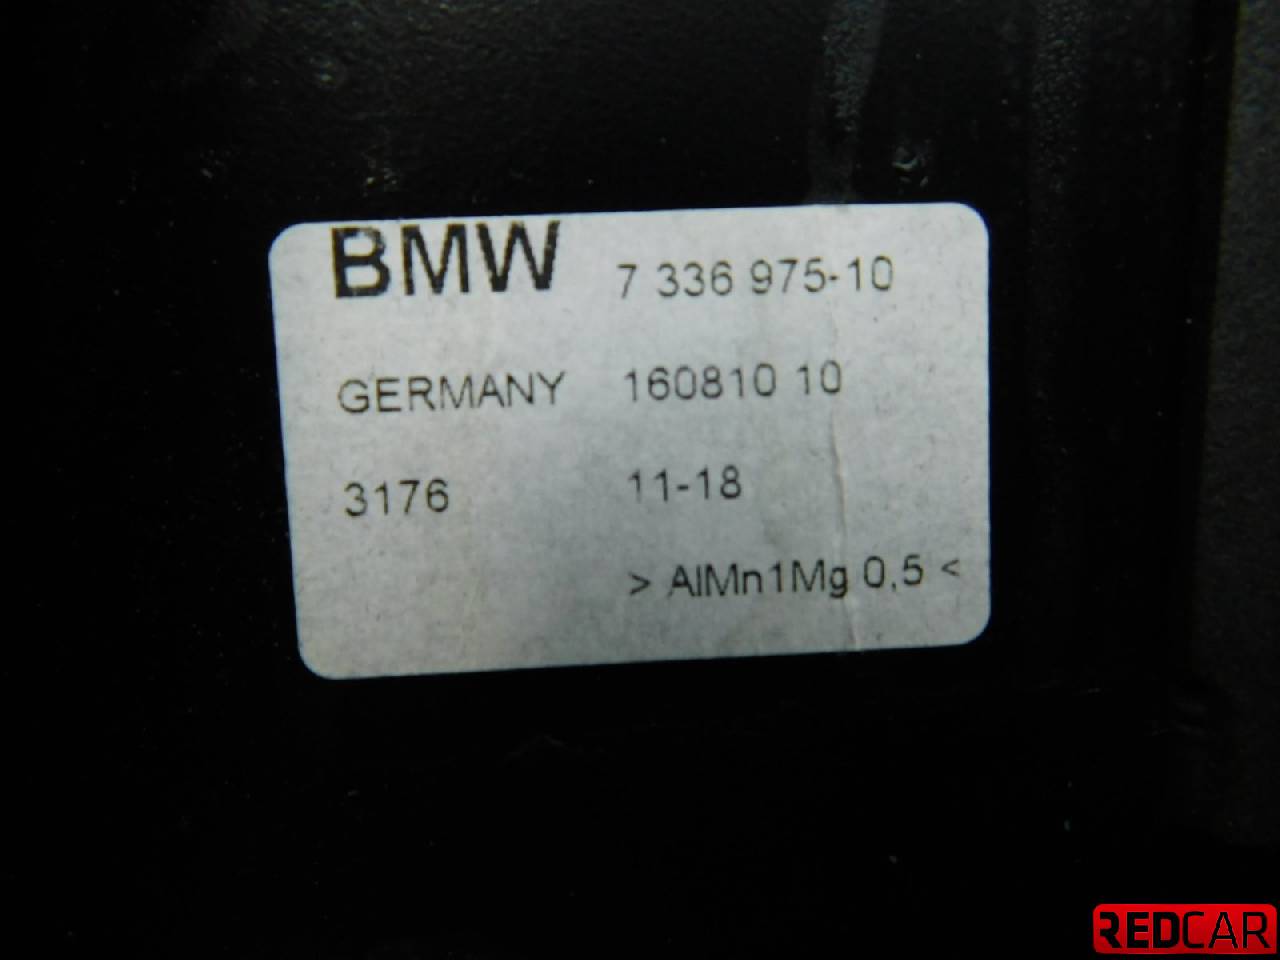 BMW 7 336 975-10
GERMANY 160810 10
3176 11-18
> AlMn1Mg 0,5 <
REDCAR